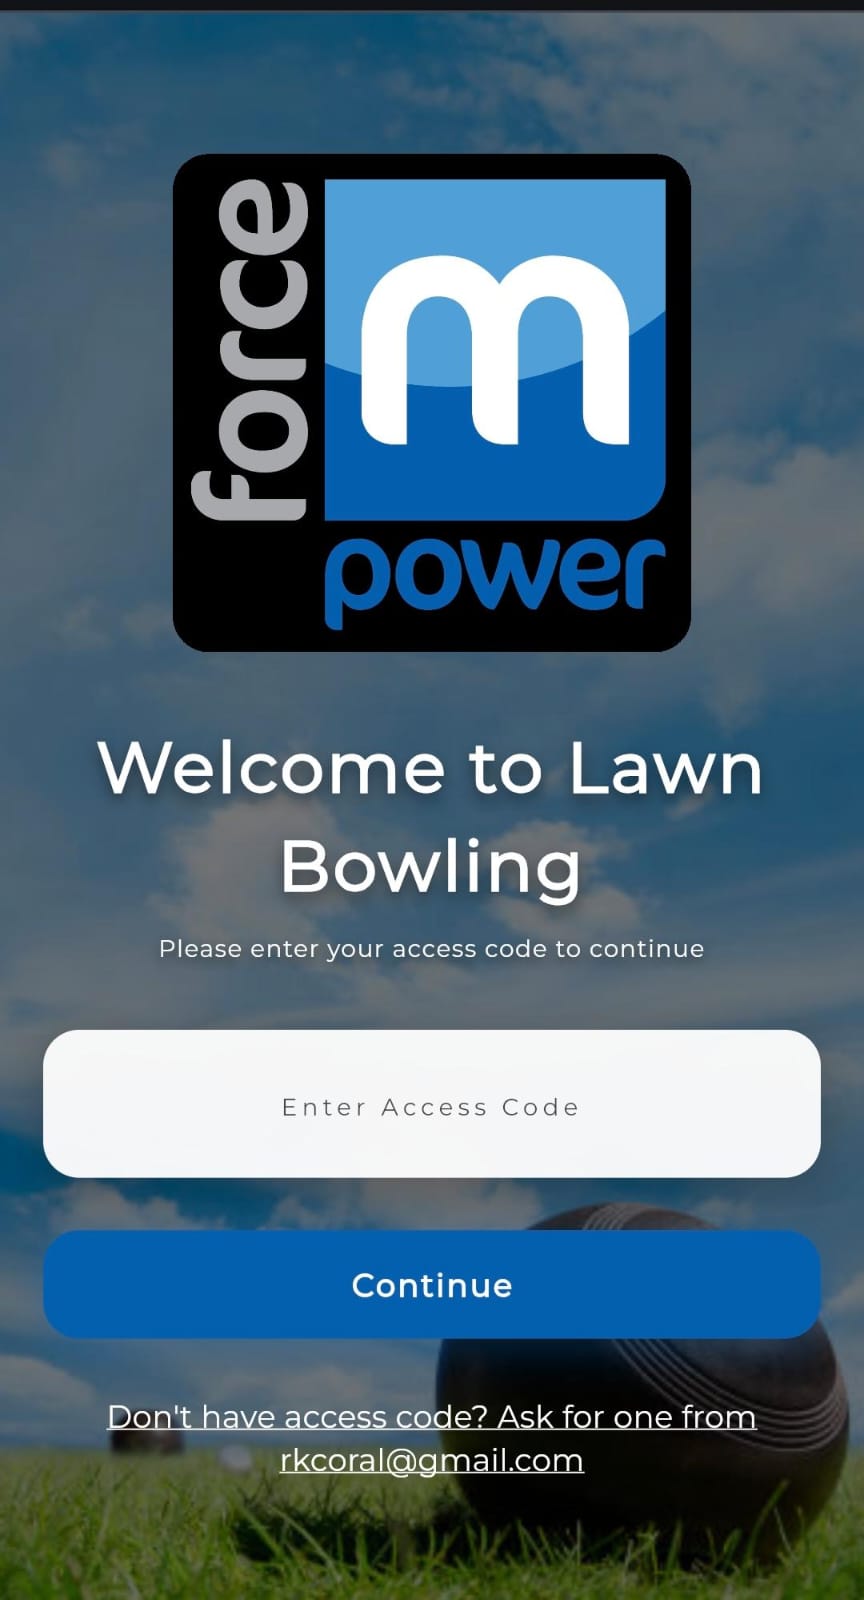 force
m
power
Welcome to Lawn
Bowling
Please enter your access code to continue
Enter Access Code
Continue
Don't have access code? Ask for one from
rkcoral@gmail.com